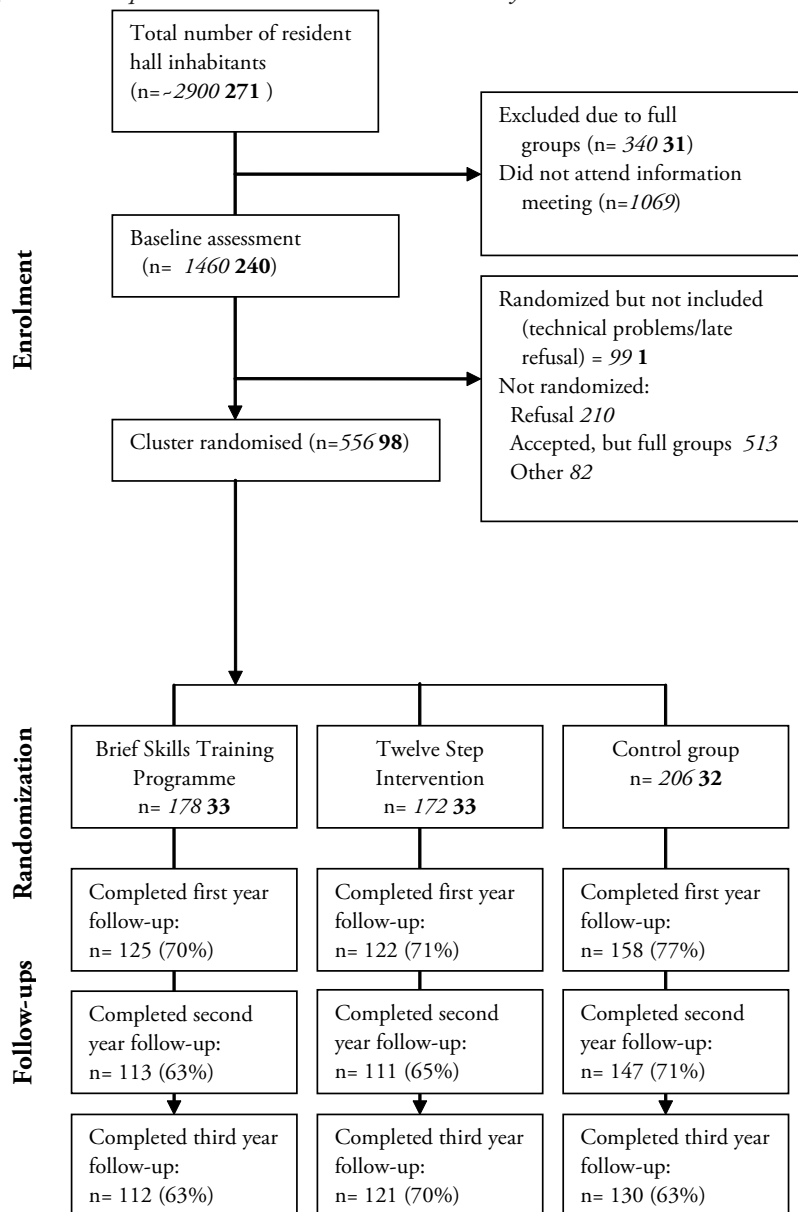 Total number of resident
hall inhabitants
(n=~2900 271 )
Excluded due to full
groups (n= 340 31)
Did not attend information
meeting (n=1069)
Baseline assessment
(n= 1460 240)
Enrolment
Randomized but not included
(technical problems/late
refusal) = 99 1
Not randomized:
Refusal 210
Accepted, but full groups 513
Other 82
Cluster randomised (n=556 98)
Randomization
Brief Skills Training
Programme
n= 178 33
Twelve Step
Intervention
n= 172 33
Control group
n= 206 32
Follow-ups
Completed first year
follow-up:
n= 125 (70%)
Completed first year
follow-up:
n= 122 (71%)
Completed first year
follow-up:
n= 158 (77%)
Completed second
year follow-up:
n= 113 (63%)
Completed second
year follow-up:
n= 111 (65%)
Completed second
year follow-up:
n= 147 (71%)
Completed third year
follow-up:
n= 112 (63%)
Completed third year
follow-up:
n= 121 (70%)
Completed third year
follow-up:
n= 130 (63%)